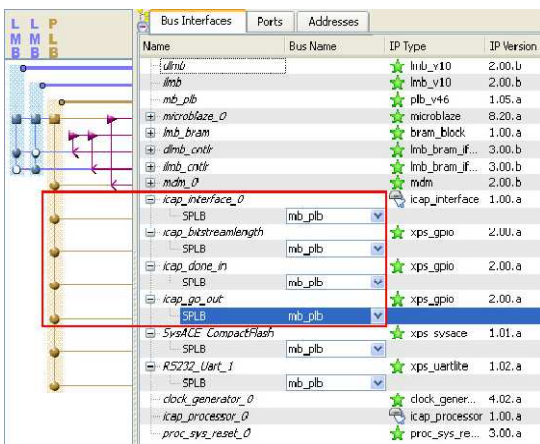 L L P
M M L
B B B
Bus Interfaces Ports Addresses
Name Bus Name IP Type IP Version
dlmb lmb_v10 2.00.b
ilmb lmb_v10 2.00.b
mb_plb plb_v46 1.05.a
microblaze_0 microblaze 8.20.a
lmb_bram bram_block 1.00.a
dlmb_cntlr lmb_bram_if... 3.00.b
ilmb_cntlr lmb_bram_if... 3.00.b
mdm_0 mdm 2.00.b
icap_interface_0 icap_interface 1.00.a
SPLB mb_plb
icap_bitstreamlength xps_gpio 2.00.a
SPLB mb_plb
icap_done_in xps_gpio 2.00.a
SPLB mb_plb
icap_go_out xps_gpio 2.00.a
SPLB mb_plb
SysACE_CompactFlash xps_sysace 1.01.a
SPLB mb_plb
RS232_Uart_1 xps_uartlite 1.02.a
SPLB mb_plb
clock_generator_0 clock_gener... 4.02.a
icap_processor_0 icap_processor 1.00.a
proc_sys_reset_0 proc_sys_re... 3.00.a